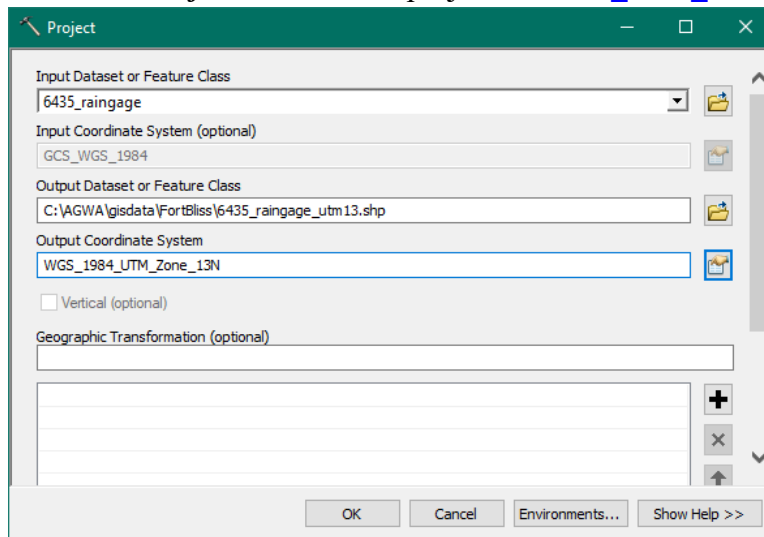 Project
Input Dataset or Feature Class
6435_raingage
Input Coordinate System (optional)
GCS_WGS_1984
Output Dataset or Feature Class
C:\AGWA\gisdata\FortBliss\6435_raingage_utm13.shp
Output Coordinate System
WGS_1984_UTM_Zone_13N
Vertical (optional)
Geographic Transformation (optional)
OK Cancel Environments... Show Help >>